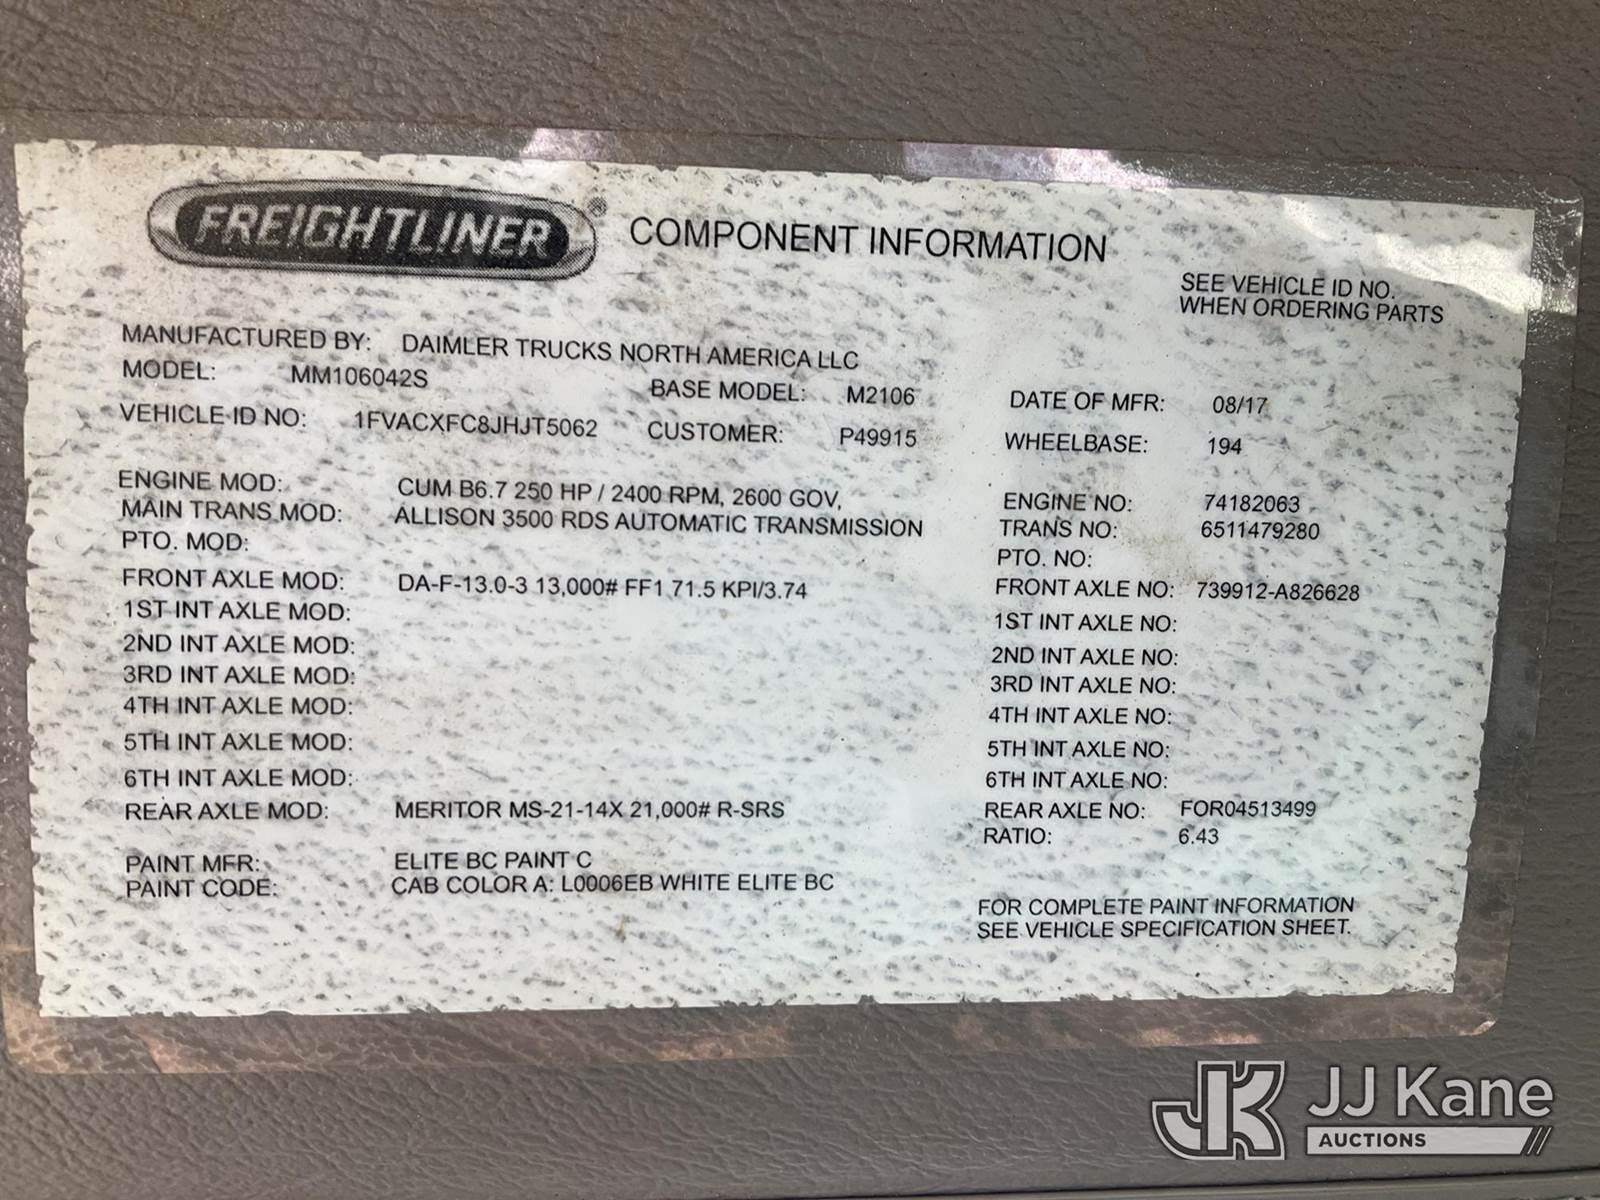 FREIGHTLINER ® COMPONENT INFORMATION
SEE VEHICLE ID NO.
WHEN ORDERING PARTS
MANUFACTURED BY: DAIMLER TRUCKS NORTH AMERICA LLC
MODEL: MM106042S BASE MODEL: M2106 DATE OF MFR: 08/17
VEHICLE ID NO: 1FVACXFC8JHJT5062 CUSTOMER: P49915 WHEELBASE: 194
ENGINE MOD: CUM B6.7 250 HP / 2400 RPM, 2600 GOV, ENGINE NO: 74182063
MAIN TRANS MOD: ALLISON 3500 RDS AUTOMATIC TRANSMISSION TRANS NO: 6511479280
PTO. MOD: PTO. NO:
FRONT AXLE MOD: DA-F-13.0-3 13,000# FF1 71.5 KPI/3.74 FRONT AXLE NO: 739912-A826628
1ST INT AXLE MOD: 1ST INT AXLE NO:
2ND INT AXLE MOD: 2ND INT AXLE NO:
3RD INT AXLE MOD: 3RD INT AXLE NO:
4TH INT AXLE MOD: 4TH INT AXLE NO:
5TH INT AXLE MOD: 5TH INT AXLE NO:
6TH INT AXLE MOD: 6TH INT AXLE NO:
REAR AXLE MOD: MERITOR MS-21-14X 21,000# R-SRS REAR AXLE NO: FOR04513499
RATIO: 6.43
PAINT MFR: ELITE BC PAINT C
PAINT CODE: CAB COLOR A: L0006EB WHITE ELITE BC
FOR COMPLETE PAINT INFORMATION
SEE VEHICLE SPECIFICATION SHEET.
JK JJ Kane
AUCTIONS